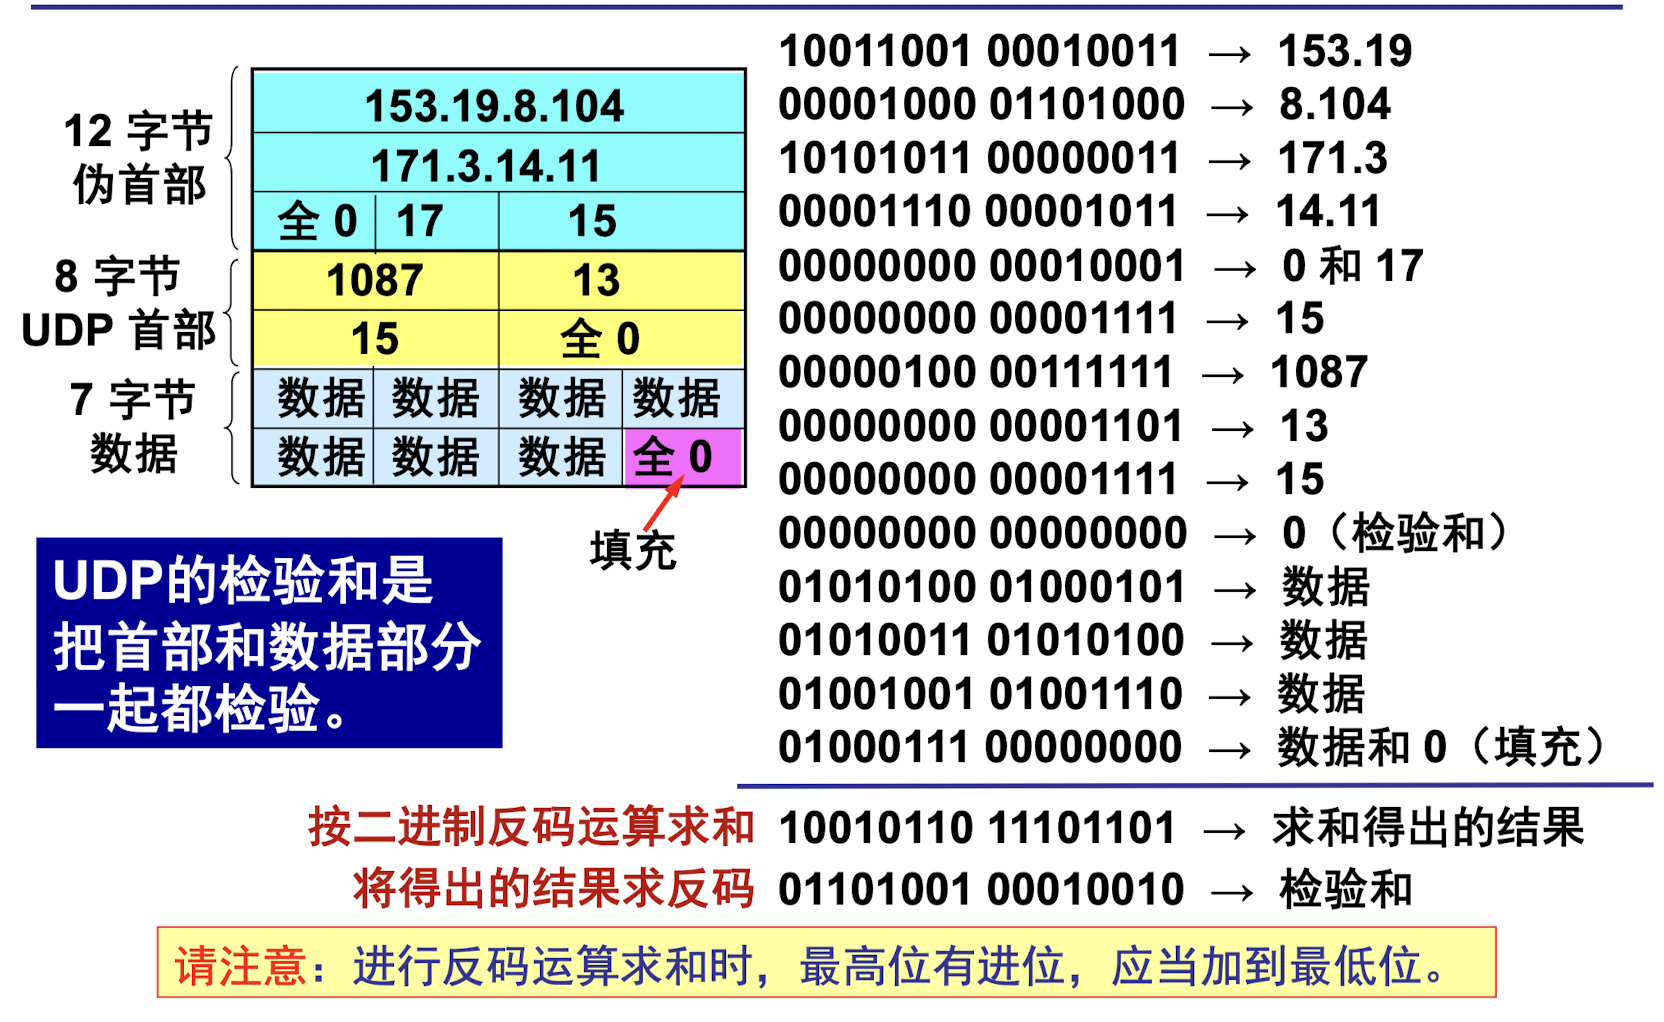 12 字节
伪首部
153.19.8.104
171.3.14.11
全 0 17 15
8 字节
UDP 首部
1087 13
15 全 0
7 字节
数据
数据 数据 数据 数据
数据 数据 数据 全 0
填充
UDP的检验和是
把首部和数据部分
一起都检验。
10011001 00010011 → 153.19
00001000 01101000 → 8.104
10101011 00000011 → 171.3
00001110 00001011 → 14.11
00000000 00010001 → 0 和 17
00000000 00001111 → 15
00000100 00111111 → 1087
00000000 00001101 → 13
00000000 00001111 → 15
00000000 00000000 → 0（检验和）
01010100 01000101 → 数据
01010011 01010100 → 数据
01001001 01001110 → 数据
01000111 00000000 → 数据和 0（填充）
按二进制反码运算求和 10010110 11101101 → 求和得出的结果
将得出的结果求反码 01101001 00010010 → 检验和
请注意：进行反码运算求和时，最高位有进位，应当加到最低位。